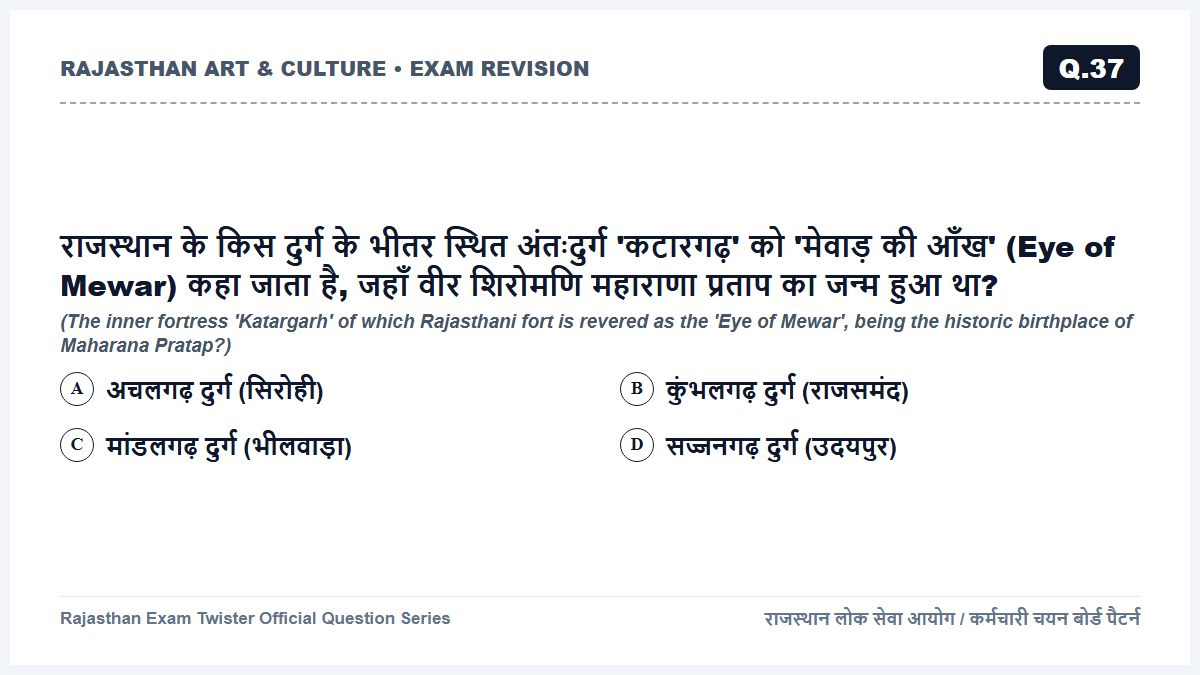 RAJASTHAN ART & CULTURE • EXAM REVISION
Q.37
राजस्थान के किस दुर्ग के भीतर स्थित अंतःदुर्ग 'कटारगढ़' को 'मेवाड़ की आँख' (Eye of
Mewar) कहा जाता है, जहाँ वीर शिरोमणि महाराणा प्रताप का जन्म हुआ था?
(The inner fortress 'Katargarh' of which Rajasthani fort is revered as the 'Eye of Mewar', being the historic birthplace of
Maharana Pratap?)
A अचलगढ़ दुर्ग (सिरोही)
B कुंभलगढ़ दुर्ग (राजसमंद)
C मांडलगढ़ दुर्ग (भीलवाड़ा)
D सज्जनगढ़ दुर्ग (उदयपुर)
Rajasthan Exam Twister Official Question Series
राजस्थान लोक सेवा आयोग / कर्मचारी चयन बोर्ड पैटर्न